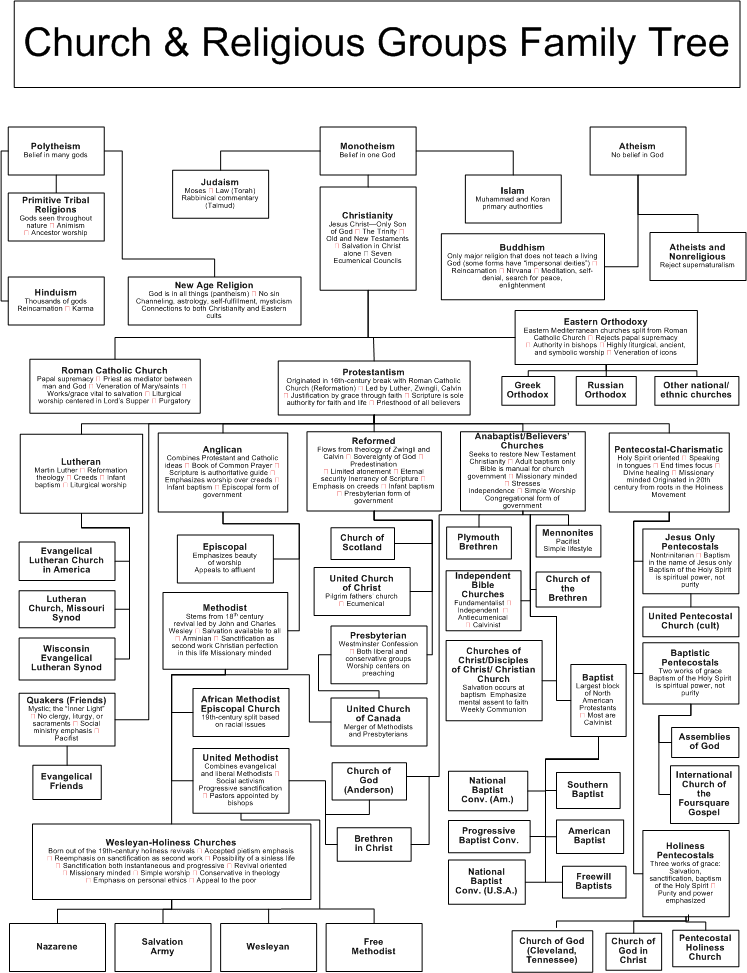 Church & Religious Groups Family Tree
Polytheism
Belief in many gods
Monotheism
Belief in one God
Atheism
No belief in God
Primitive Tribal
Religions
Gods seen throughout
nature □ Animism
□ Ancestor worship
Judaism
Moses □ Law (Torah)
Rabbinical commentary
(Talmud)
Christianity
Jesus Christ—Only Son
of God □ The Trinity □
Old and New Testaments
□ Salvation in Christ
alone □ Seven
Ecumenical Councils
Islam
Muhammad and Koran
primary authorities
Buddhism
Only major religion that does not teach a living
God (some forms have "impersonal deities") □
Reincarnation □ Nirvana □ Meditation, self-
denial, search for peace,
enlightenment
Atheists and
Nonreligious
Reject supernaturalism
Hinduism
Thousands of gods
Reincarnation □ Karma
New Age Religion
God is in all things (pantheism) □ No sin
Channeling, astrology, self-fulfillment, mysticism
Connections to both Christianity and Eastern
cults
Eastern Orthodoxy
Eastern Mediterranean churches split from Roman
Catholic Church □ Rejects papal supremacy
□ Authority in bishops □ Highly liturgical, ancient,
and symbolic worship □ Veneration of icons
Roman Catholic Church
Papal supremacy □ Priest as mediator between
man and God □ Veneration of Mary/saints □
Works/grace vital to salvation □ Liturgical
worship centered in Lord's Supper □ Purgatory
Protestantism
Originated in 16th-century break with Roman Catholic
Church (Reformation) □ Led by Luther, Zwingli, Calvin
□ Justification by grace through faith □ Scripture is sole
authority for faith and life □ Priesthood of all believers
Greek
Orthodox
Russian
Orthodox
Other national/
ethnic churches
Lutheran
Martin Luther □ Reformation
theology □ Creeds □ Infant
baptism □ Liturgical worship
Anglican
Combines Protestant and Catholic
ideas □ Book of Common Prayer □
Scripture is authoritative guide □
Emphasizes worship over creeds □
Infant baptism □ Episcopal form of
government
Reformed
Flows from theology of Zwingli and
Calvin □ Sovereignty of God □
Predestination
□ Limited atonement □ Eternal
security Inerrancy of Scripture □
Emphasis on creeds □ Infant baptism
□ Presbyterian form of
government
Anabaptist/Believers'
Churches
Seeks to restore New Testament
Christianity □ Adult baptism only
Bible is manual for church
government □ Missionary minded
□ Stresses
independence □ Simple Worship
Congregational form of
government
Pentecostal-Charismatic
Holy Spirit oriented □ Speaking
in tongues □ End times focus □
Divine healing □ Missionary
minded Originated in 20th
century from roots in the Holiness
Movement
Evangelical
Lutheran Church
in America
Lutheran
Church, Missouri
Synod
Wisconsin
Evangelical
Lutheran Synod
Quakers (Friends)
Mystic; the "Inner Light"
□ No clergy, liturgy, or
sacraments □ Social
ministry emphasis □
Pacifist
Evangelical
Friends
Episcopal
Emphasizes beauty
of worship
Appeals to affluent
Methodist
Stems from 18th century
revival led by John and Charles
Wesley □ Salvation available to all
□ Arminian □ Sanctification as
second work Christian perfection
in this life Missionary minded
African Methodist
Episcopal Church
19th-century split based
on racial issues
United Methodist
Combines evangelical
and liberal Methodists □
Social activism
Progressive sanctification
□ Pastors appointed by
bishops
Church of
Scotland
United Church
of Christ
Pilgrim fathers' church
□ Ecumenical
Presbyterian
Westminster Confession
□ Both liberal and
conservative groups
Worship centers on
preaching
United Church
of Canada
Merger of Methodists
and Presbyterians
Church of
God
(Anderson)
Brethren
in Christ
Plymouth
Brethren
Mennonites
Pacifist
Simple lifestyle
Independent
Bible
Churches
Fundamentalist □
Independent □
Antiecumenical
□ Calvinist
Church of the
Brethren
Churches of
Christ/Disciples
of Christ/ Christian
Church
Salvation occurs at
baptism Emphasize
mental assent to faith
Weekly Communion
Baptist
Largest block
of North
American
Protestants
□ Most are
Calvinist
National
Baptist
Conv. (Am.)
Southern
Baptist
Progressive
Baptist Conv.
American
Baptist
National
Baptist
Conv. (U.S.A.)
Freewill
Baptists
Jesus Only
Pentecostals
Nontrinitarian □ Baptism
in the name of Jesus only
Baptism of the Holy Spirit
is spiritual power, not
purity
United Pentecostal
Church (cult)
Baptistic
Pentecostals
Two works of grace
Baptism of the Holy Spirit
is spiritual power, not
purity
Assemblies
of God
International
Church of
the
Foursquare
Gospel
Holiness
Pentecostals
Three works of grace:
Salvation,
sanctification, baptism
of the Holy Spirit □
Purity and power
emphasized
Wesleyan-Holiness Churches
Born out of the 19th-century holiness revivals □ Accepted pietism emphasis
□ Reemphasis on sanctification as second work □ Possibility of a sinless life
□ Sanctification both instantaneous and progressive □ Revival oriented
□ Missionary minded □ Simple worship □ Conservative in theology
□ Emphasis on personal ethics □ Appeal to the poor
Nazarene
Salvation
Army
Wesleyan
Free
Methodist
Church of God
(Cleveland,
Tennessee)
Church of
God in
Christ
Pentecostal
Holiness
Church